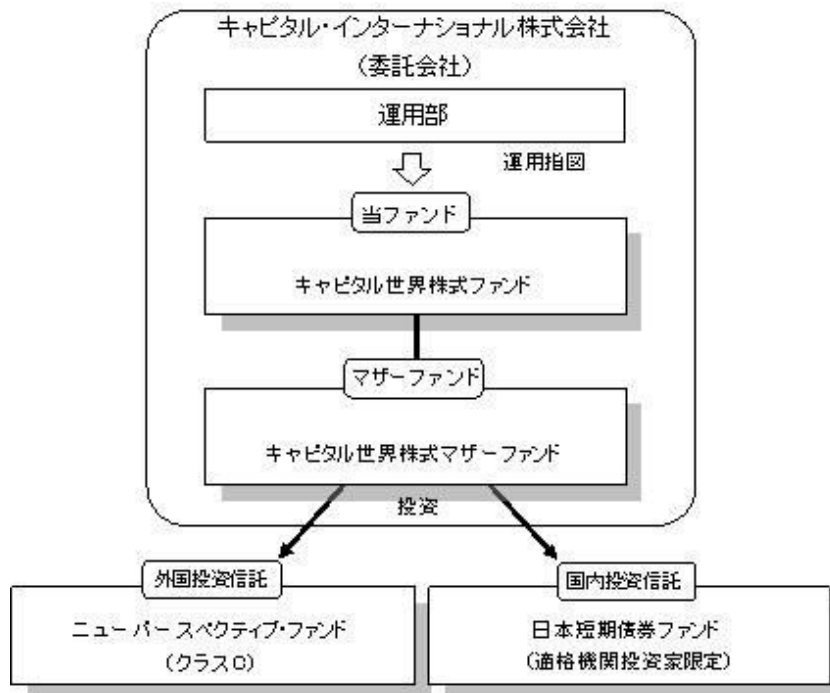 キャピタル・インターナショナル株式会社
（委託会社）
運用部
運用指図
当ファンド
キャピタル世界株式ファンド
マザーファンド
キャピタル世界株式マザーファンド
投資
外国投資信託
ニューパースペクティブ・ファンド
（クラスC）
国内投資信託
日本短期債券ファンド
（適格機関投資家限定）